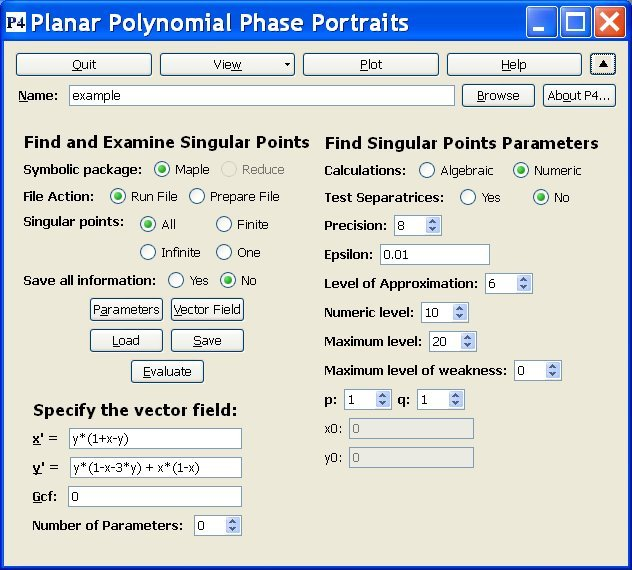 P4 Planar Polynomial Phase Portraits
Quit View Plot Help
Name: example Browse About P4...
Find and Examine Singular Points
Symbolic package: Maple Reduce
File Action: Run File Prepare File
Singular points: All Finite
Infinite One
Save all information: Yes No
Parameters Vector Field
Load Save
Evaluate
Specify the vector field:
x' = y*(1+x-y)
y' = y*(1-x-3*y) + x*(1-x)
Gcf: 0
Number of Parameters: 0
Find Singular Points Parameters
Calculations: Algebraic Numeric
Test Separatrices: Yes No
Precision: 8
Epsilon: 0.01
Level of Approximation: 6
Numeric level: 10
Maximum level: 20
Maximum level of weakness: 0
p: 1 q: 1
x0: 0
y0: 0